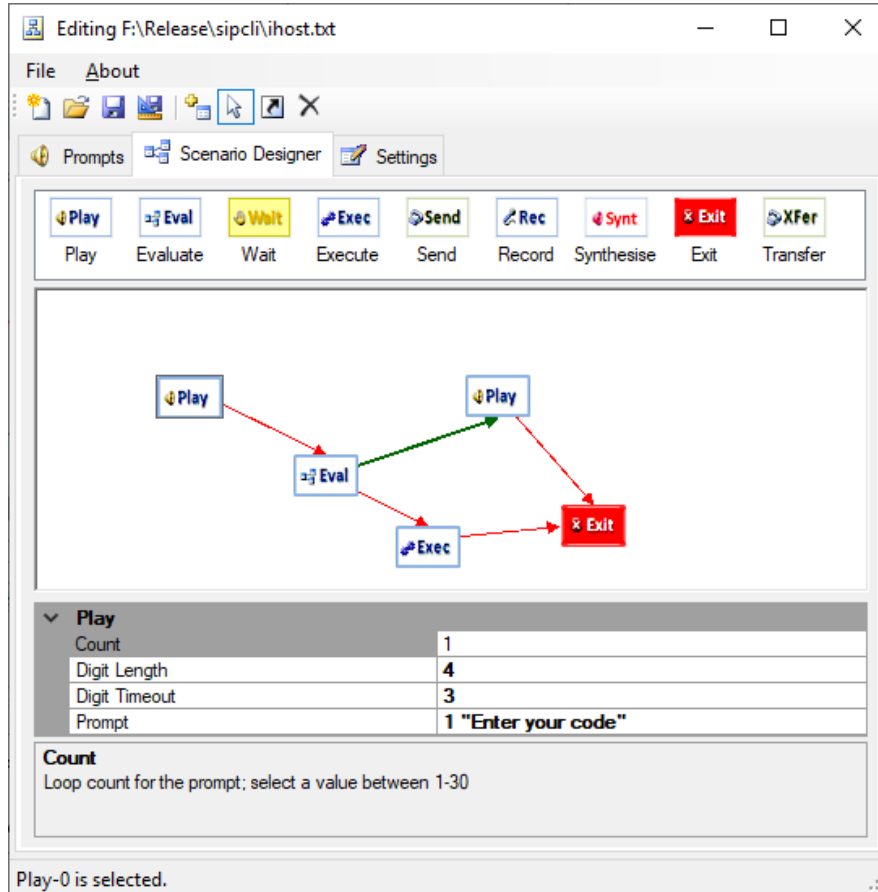 Editing F:\Release\sipcli\ihost.txt
File About
Prompts Scenario Designer Settings
Play Eval Wait Exec Send Rec Synt Exit XFer
Play Evaluate Wait Execute Send Record Synthesise Exit Transfer
Play Play
Eval
Exit
Exec
Play
Count 1
Digit Length 4
Digit Timeout 3
Prompt 1 "Enter your code"
Count
Loop count for the prompt; select a value between 1-30
Play-0 is selected.